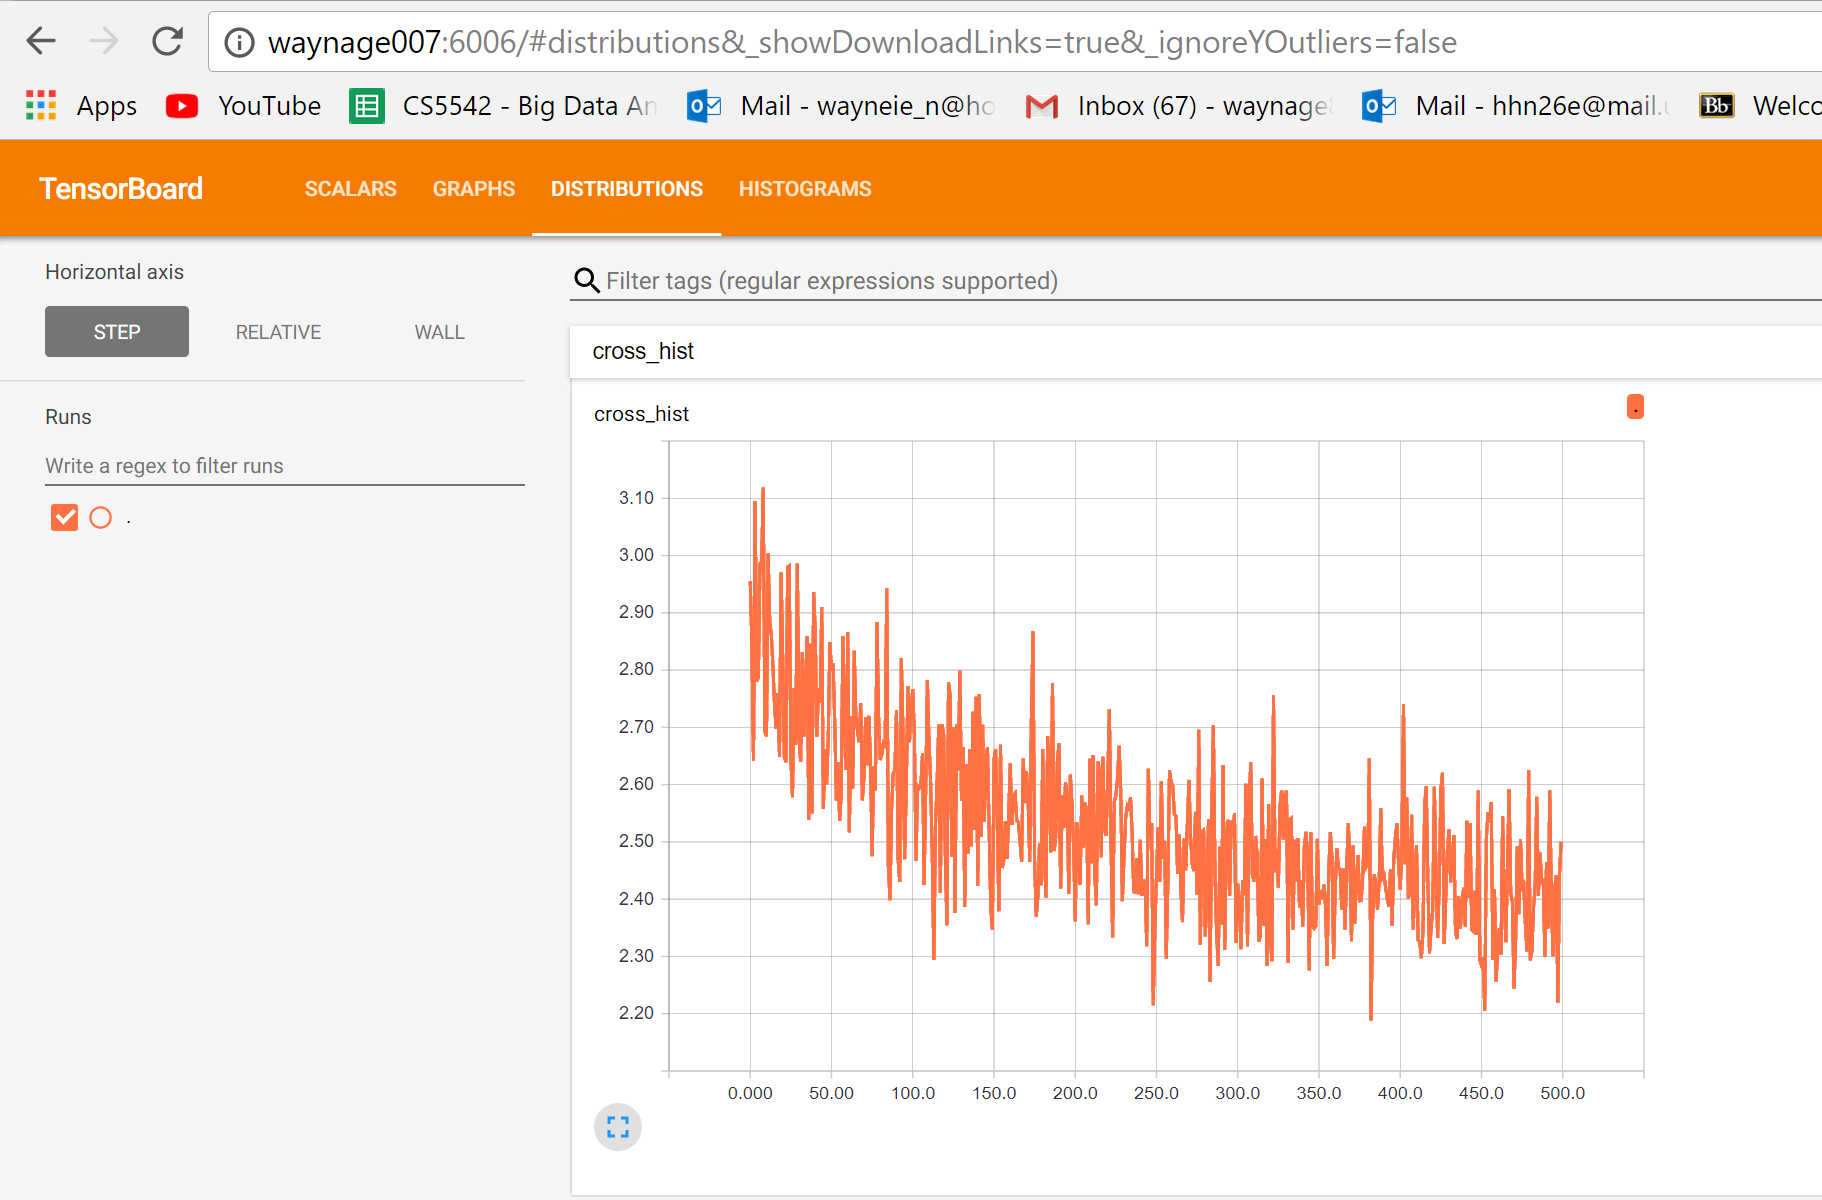 waynage007:6006/#distributions&_showDownloadLinks=true&_ignoreYOutliers=false
Apps YouTube CS5542 - Big Data An Mail - wayneie_n@ho Inbox (67) - waynage Mail - hhn26e@mail.u Bb Welco
TensorBoard SCALARS GRAPHS DISTRIBUTIONS HISTOGRAMS
Horizontal axis
STEP RELATIVE WALL
Runs
Write a regex to filter runs
.
Filter tags (regular expressions supported)
cross_hist
cross_hist
.
3.10
3.00
2.90
2.80
2.70
2.60
2.50
2.40
2.30
2.20
0.000 50.00 100.0 150.0 200.0 250.0 300.0 350.0 400.0 450.0 500.0